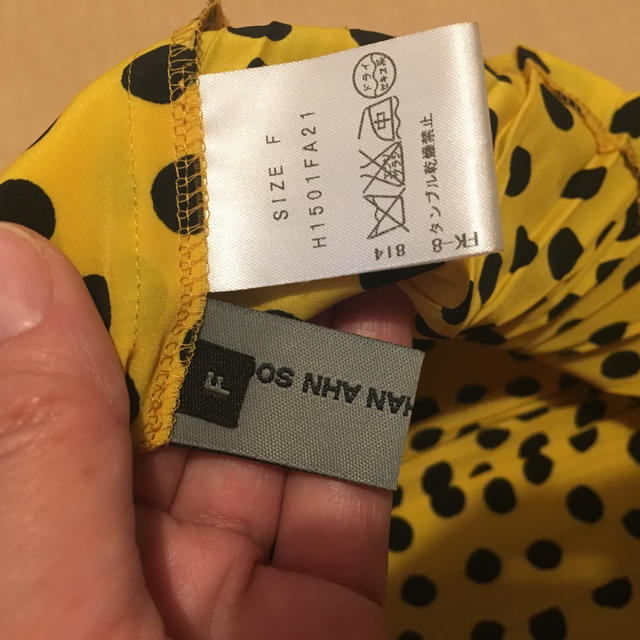 SIZE F
H1501FA21
ドライ
セキユ系
タンブル乾燥禁止
FK-8
814
HAN AHN SO
F